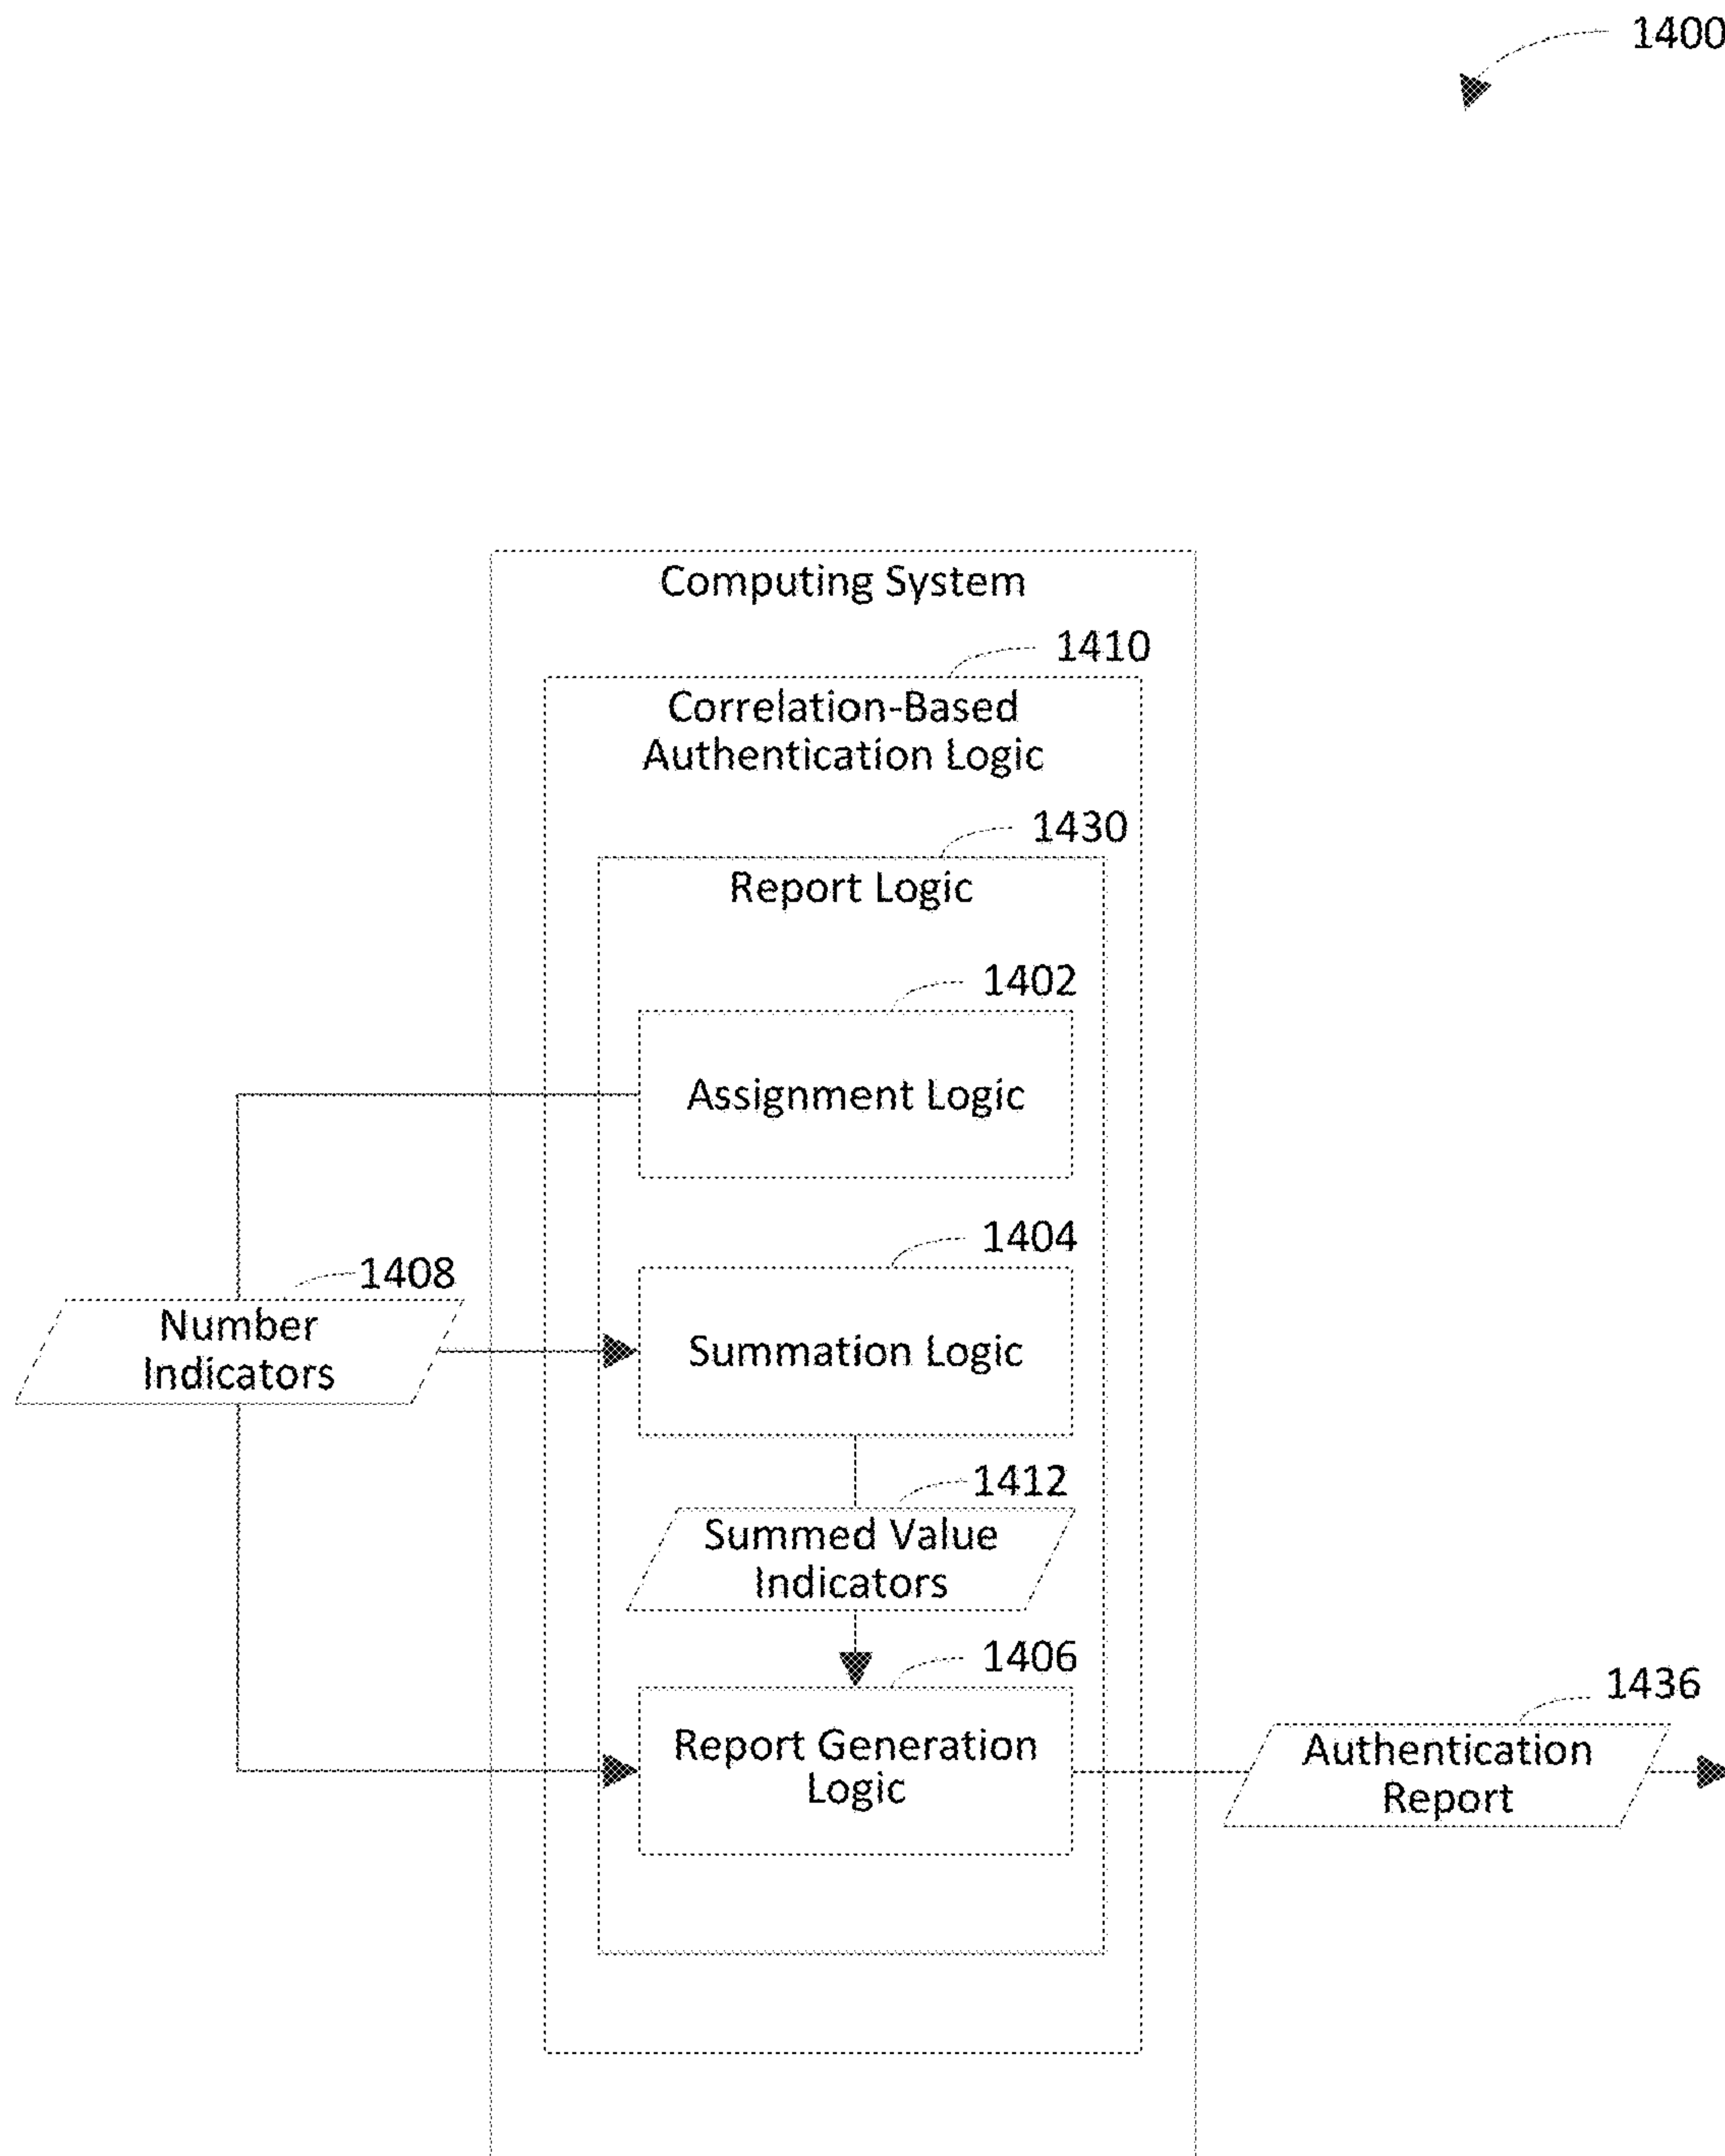 1400
Computing System
1410
Correlation-Based
Authentication Logic
1430
Report Logic
1402
Assignment Logic
1404
1408
Number
Indicators
Summation Logic
1412
Summed Value
Indicators
1406
Report Generation
Logic
1436
Authentication
Report